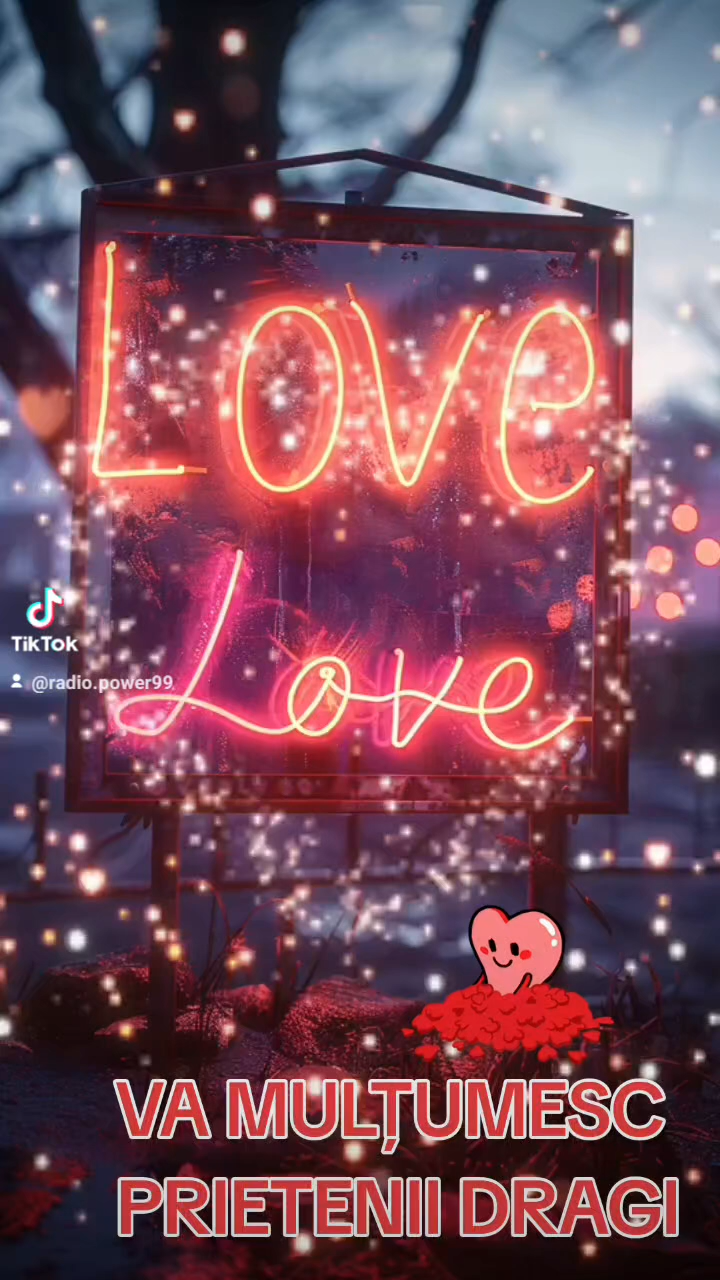 Love
Love
TikTok
@radio.power99
VA MULȚUMESC
PRIETENII DRAGI